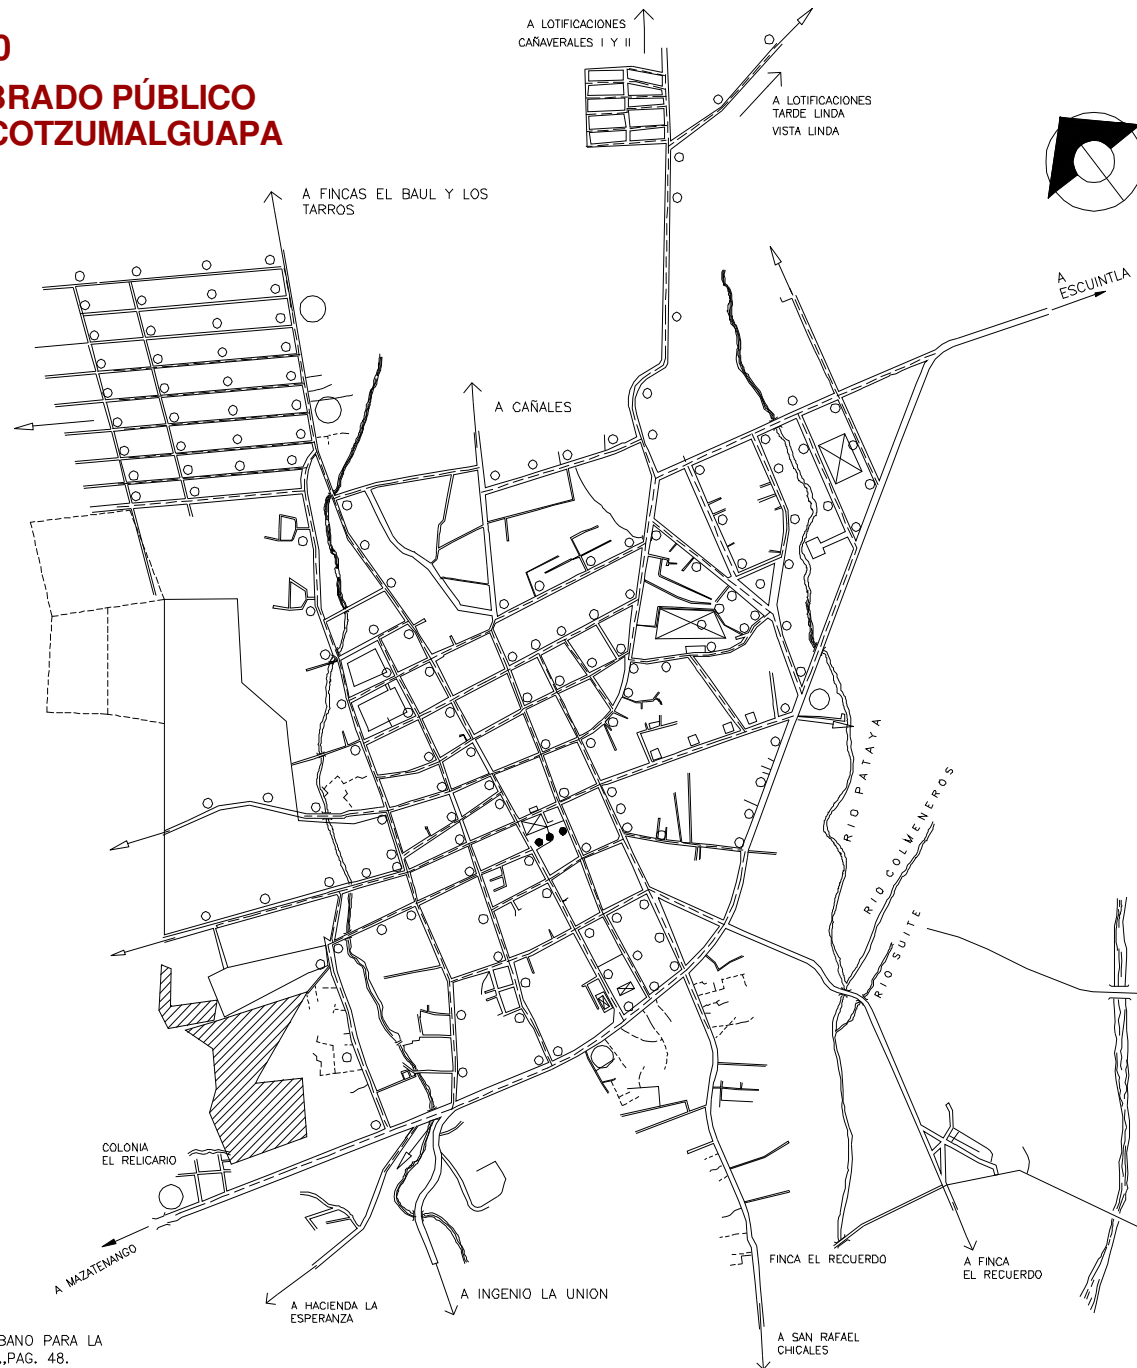 0
BRADO PÚBLICO
COTZUMALGUAPA
A LOTIFICACIONES
CAÑAVERALES I Y II
A LOTIFICACIONES
TARDE LINDA
VISTA LINDA
A FINCAS EL BAUL Y LOS
TARROS
A
ESCUINTLA
A CAÑALES
RIO PATAYA
RIO COLMENEROS
RIO SUITE
COLONIA
EL RELICARIO
A MAZATENANGO
A HACIENDA LA
ESPERANZA
A INGENIO LA UNION
FINCA EL RECUERDO
A FINCA
EL RECUERDO
A SAN RAFAEL
CHICALES
BANO PARA LA
.,PAG. 48.